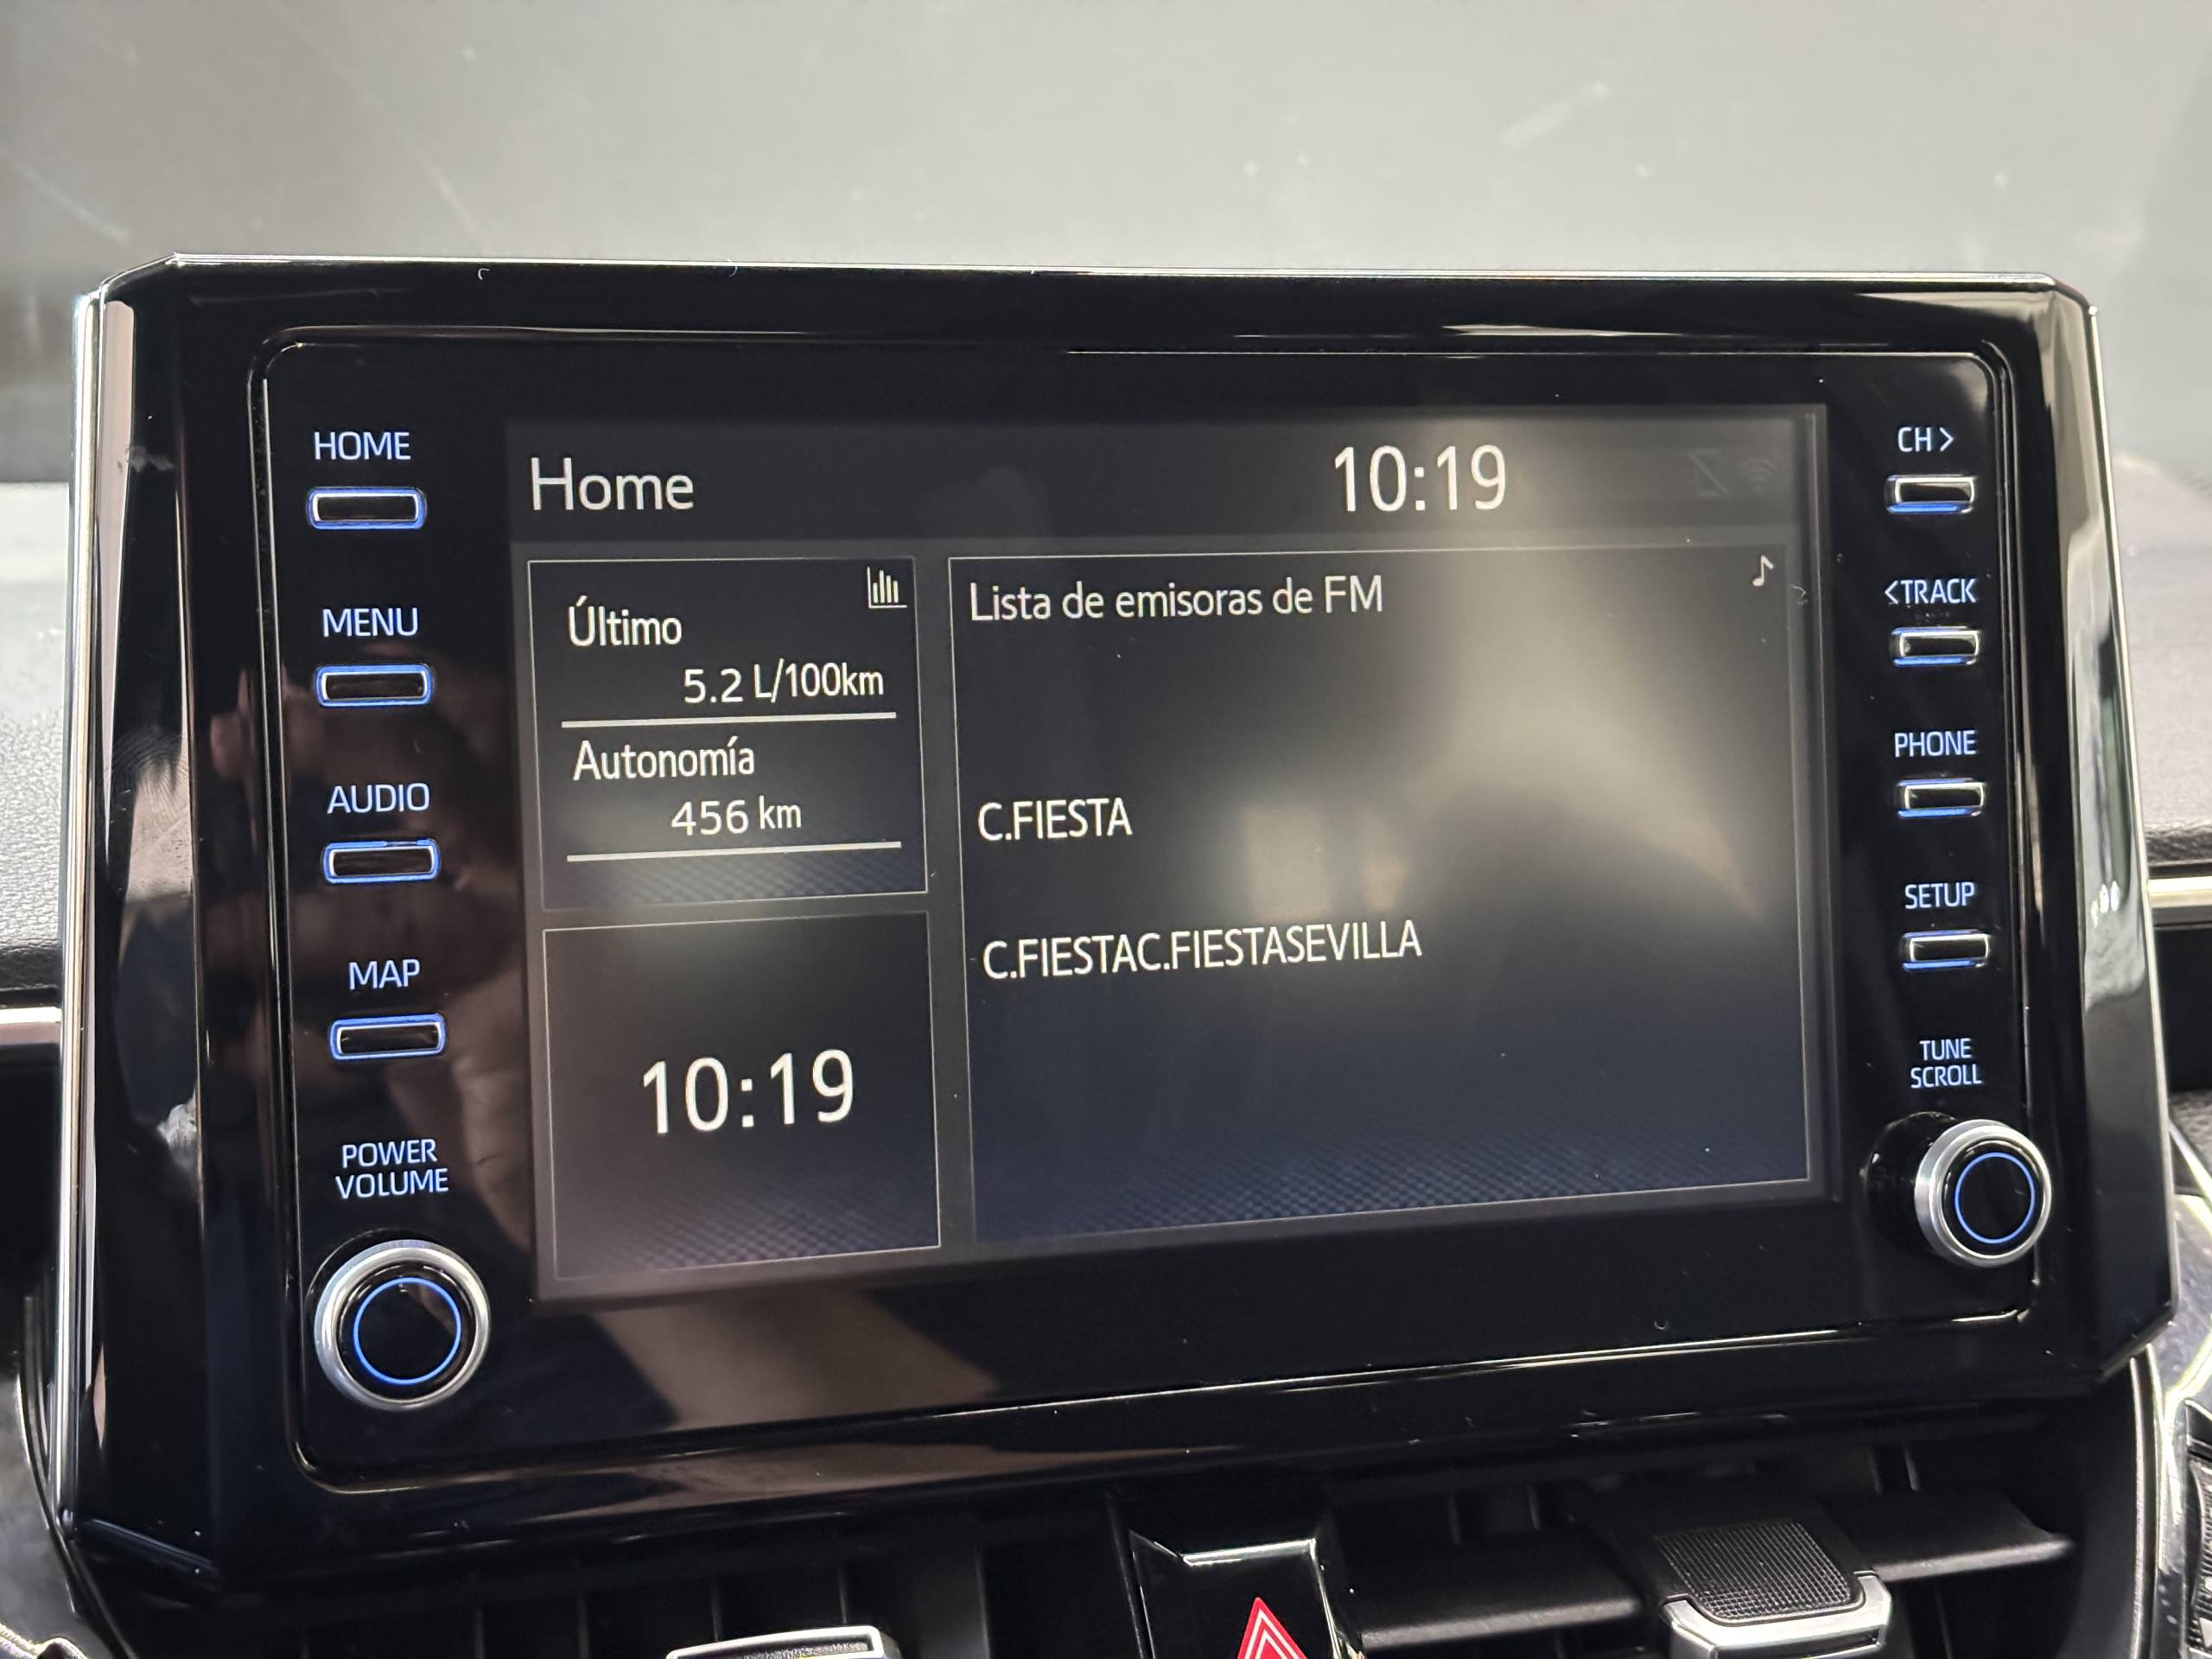 HOME
MENU
AUDIO
MAP
POWER
VOLUME
Home
10:19
Último
5.2 L/100km
Autonomía
456 km
10:19
Lista de emisoras de FM
C.FIESTA
C.FIESTAC.FIESTASEVILLA
CH>
<TRACK
PHONE
SETUP
TUNE
SCROLL